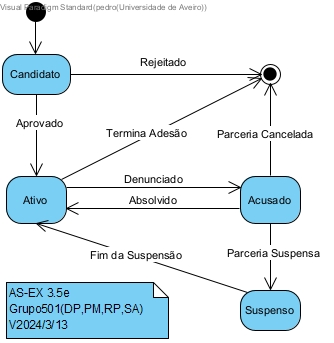 Visual Paradigm Standard(pedro(Universidade de Aveiro))
Candidato
Rejeitado
Aprovado
Termina Adesão
Parceria Cancelada
Ativo
Denunciado
Absolvido
Acusado
Fim da Suspensão
Parceria Suspensa
Suspenso
AS-EX 3.5e
Grupo501(DP,PM,RP,SA)
V2024/3/13